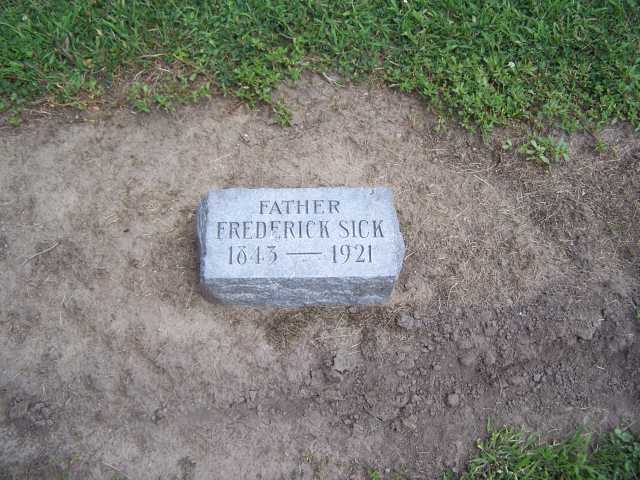 FATHER
FREDERICK SICK
1843 — 1921